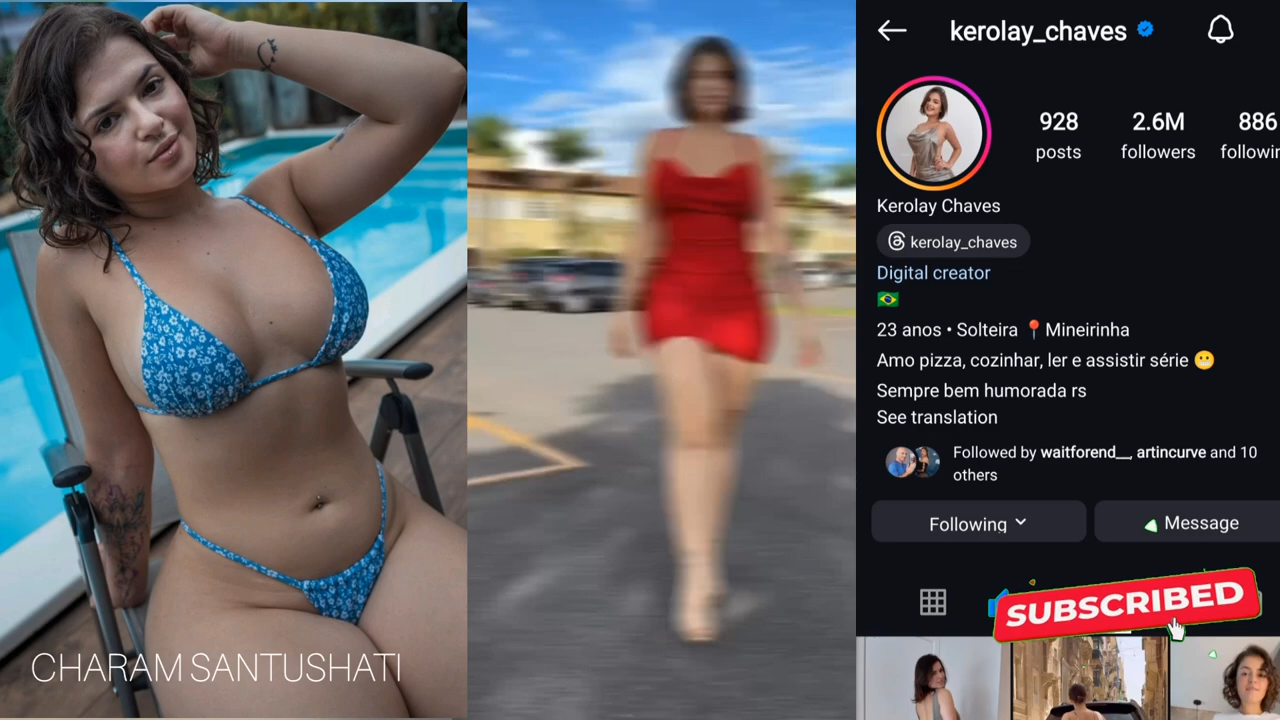 CHARAM SANTUSHATI
kerolay_chaves
928
posts
2.6M
followers
886
followin
Kerolay Chaves
kerolay_chaves
Digital creator
23 anos • Solteira 📍Mineirinha
Amo pizza, cozinhar, ler e assistir série 😬
Sempre bem humorada rs
See translation
Followed by waitforend__, artincurve and 10
others
Following
Message
SUBSCRIBED